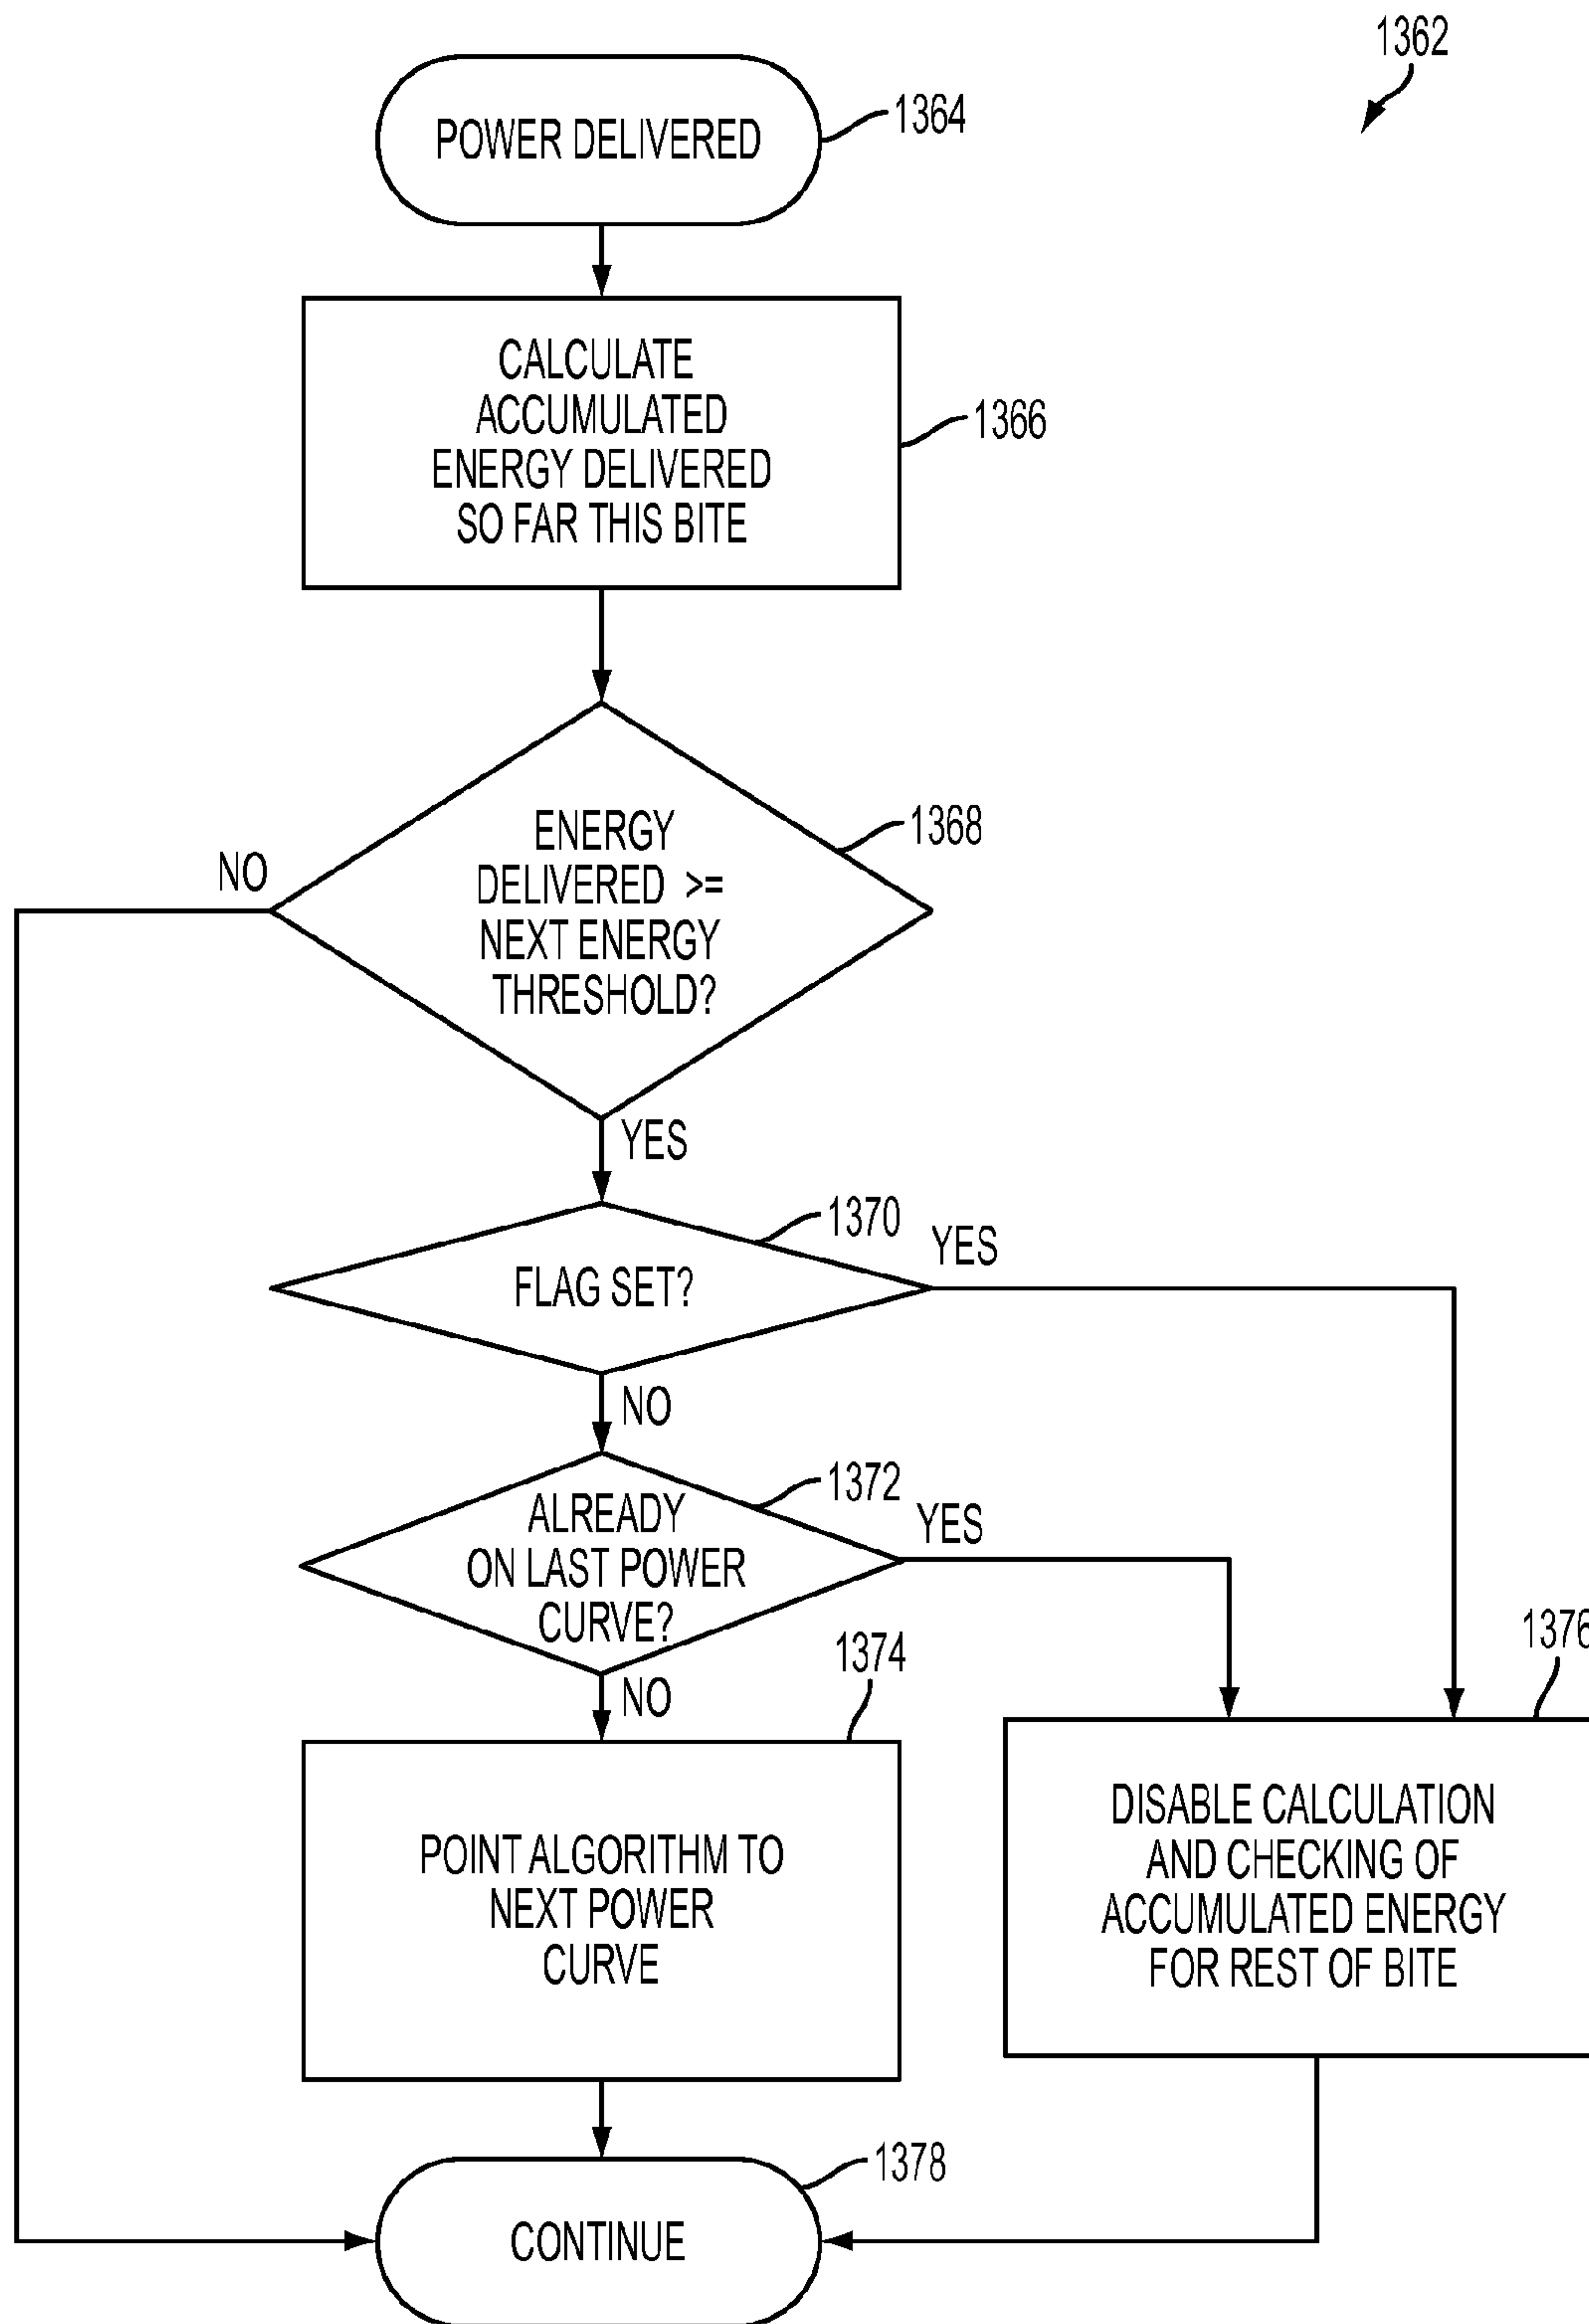 1362
POWER DELIVERED
1364
CALCULATE
ACCUMULATED
ENERGY DELIVERED
SO FAR THIS BITE
1366
ENERGY
DELIVERED >=
NEXT ENERGY
THRESHOLD?
1368
NO
YES
1370
FLAG SET?
YES
NO
1372
ALREADY
ON LAST POWER
CURVE?
YES
NO
1374
POINT ALGORITHM TO
NEXT POWER
CURVE
1376
DISABLE CALCULATION
AND CHECKING OF
ACCUMULATED ENERGY
FOR REST OF BITE
1378
CONTINUE